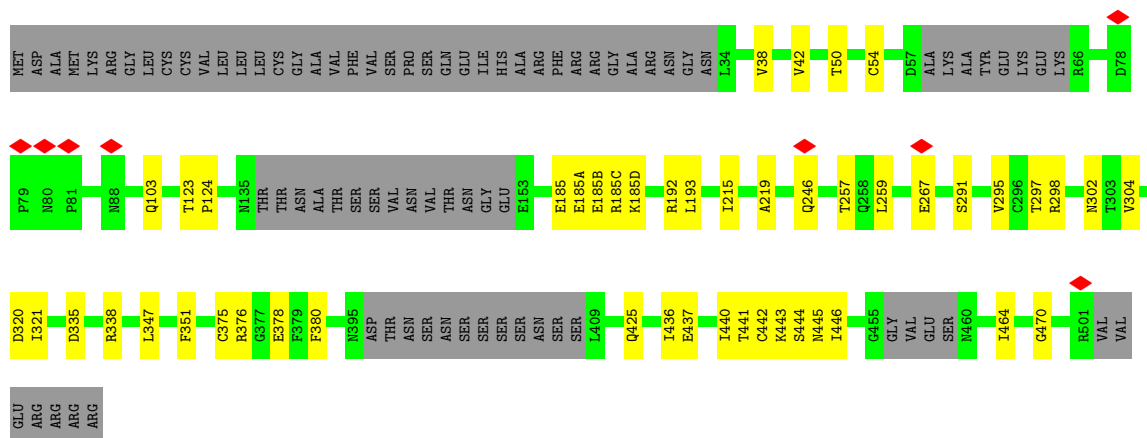 MET ASP ALA MET LYS ARG GLY LEU CYS CYS VAL LEU LEU LEU CYS GLY ALA VAL PHE VAL SER PRO SER GLN GLU ILE HIS ALA ARG PHE ARG ARG GLY ALA ARG ASN GLY ASN L34 V38 V42 T50 C54 D57 ALA LYS ALA TYR GLU LYS GLU LYS R66 D78
P79 N80 P81 N88 Q103 T123 P124 N135 THR THR ASN ALA THR SER SER VAL ASN VAL THR ASN GLY GLU E153 E185 E185A E185B R185C K185D R192 L193 I215 A219 Q246 T257 Q258 L259 E267 S291 V295 C296 T297 R298 N302 T303 V304
D320 I321 D335 R338 L347 F351 C375 R376 G377 E378 F379 F380 N395 ASP THR ASN SER ASN SER SER SER SER ASN SER SER L409 Q425 I436 E437 I440 T441 C442 K443 S444 N445 I446 G455 GLY VAL GLU SER N460 I464 G470 R501 VAL VAL
GLU ARG ARG ARG ARG